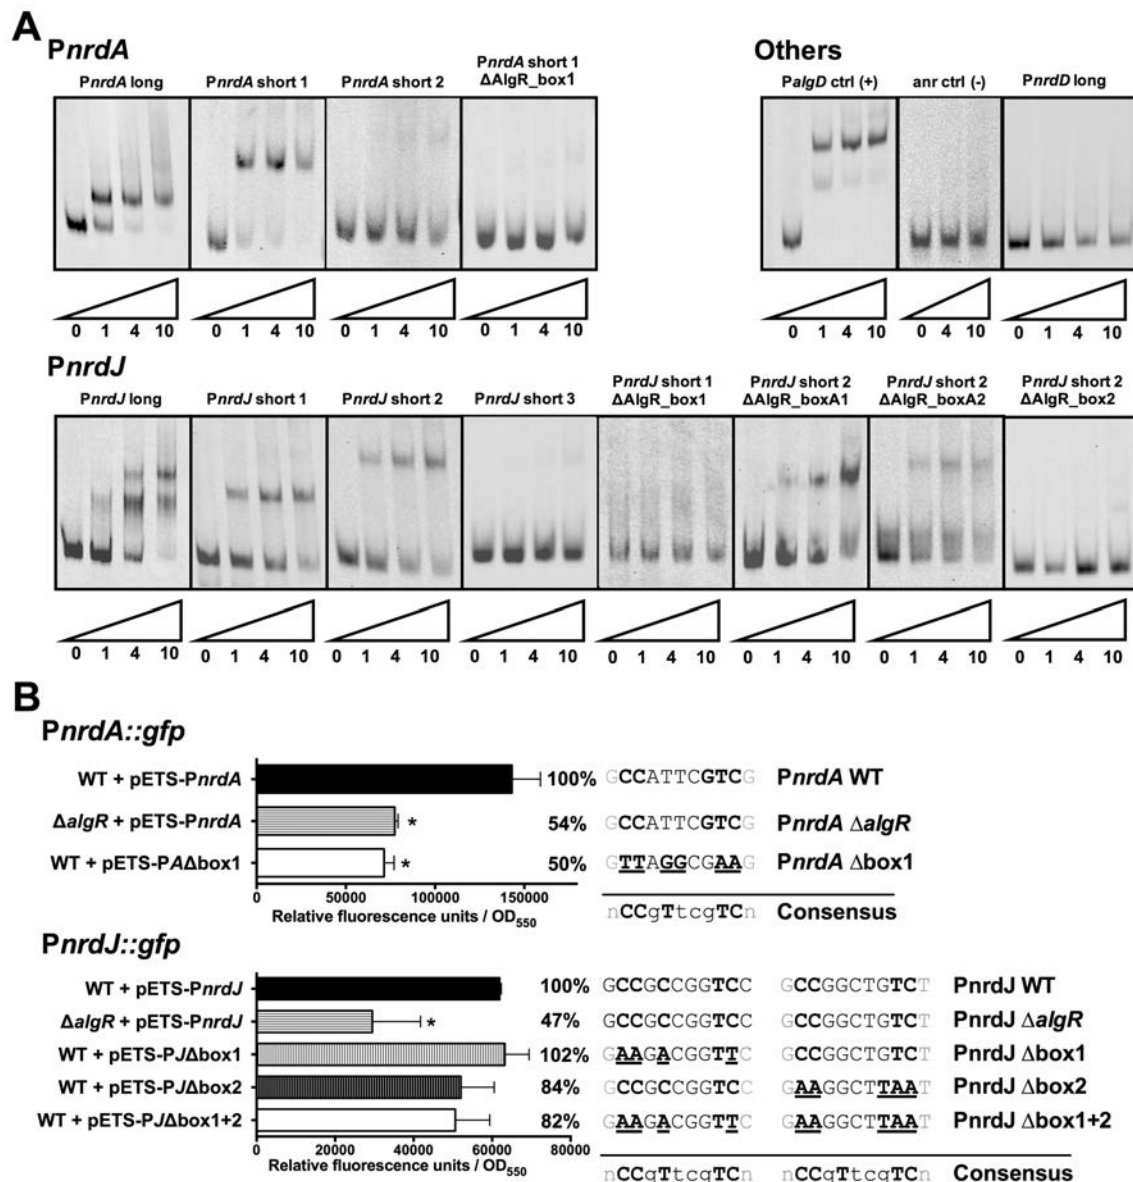 A
PnrdA
Others
PnrdA long
PnrdA short 1
PnrdA short 2
PnrdA short 1
ΔAlgR_box1
PalgD ctrl (+)
anr ctrl (-)
PnrdD long
0 1 4 10
0 1 4 10
0 1 4 10
0 1 4 10
0 1 4 10
0 4 10
0 1 4 10
PnrdJ
PnrdJ long
PnrdJ short 1
PnrdJ short 2
PnrdJ short 3
PnrdJ short 1
ΔAlgR_box1
PnrdJ short 2
ΔAlgR_boxA1
PnrdJ short 2
ΔAlgR_boxA2
PnrdJ short 2
ΔAlgR_box2
0 1 4 10
0 1 4 10
0 1 4 10
0 1 4 10
0 1 4 10
0 1 4 10
0 1 4 10
0 1 4 10
B
PnrdA::gfp
WT + pETS-PnrdA 100% GCCATTCGTCG PnrdA WT
ΔalgR + pETS-PnrdA * 54% GCCATTCGTCG PnrdA ΔalgR
WT + pETS-PAΔbox1 * 50% GTTAGGCGAAG PnrdA Δbox1
0 50000 100000 150000
Relative fluorescence units / OD550
nCCgTtcgTCn Consensus
PnrdJ::gfp
WT + pETS-PnrdJ 100% GCCGCCGGTCC GCCGGCTGTCT PnrdJ WT
ΔalgR + pETS-PnrdJ * 47% GCCGCCGGTCC GCCGGCTGTCT PnrdJ ΔalgR
WT + pETS-PJΔbox1 102% GAAGACGGTTC GCCGGCTGTCT PnrdJ Δbox1
WT + pETS-PJΔbox2 84% GCCGCCGGTCC GAAGGCTTAAT PnrdJ Δbox2
WT + pETS-PJΔbox1+2 82% GAAGACGGTTC GAAGGCTTAAT PnrdJ Δbox1+2
0 20000 40000 60000 80000
Relative fluorescence units / OD550
nCCgTtcgTCn nCCgTtcgTCn Consensus